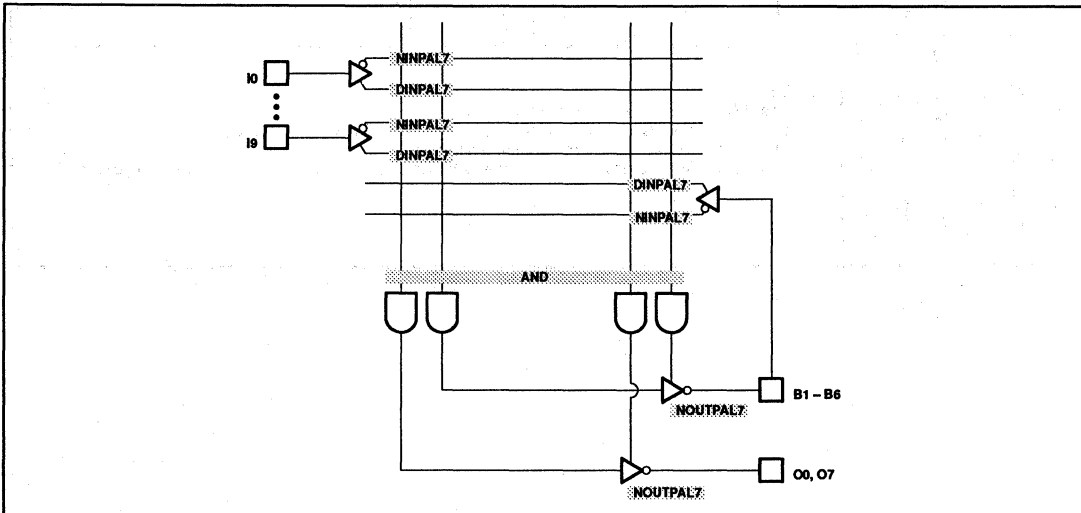 NINPAL7
I0
DINPAL7
NINPAL7
I9
DINPAL7
DINPAL7
NINPAL7
AND
B1 – B6
NOUTPAL7
O0, O7
NOUTPAL7